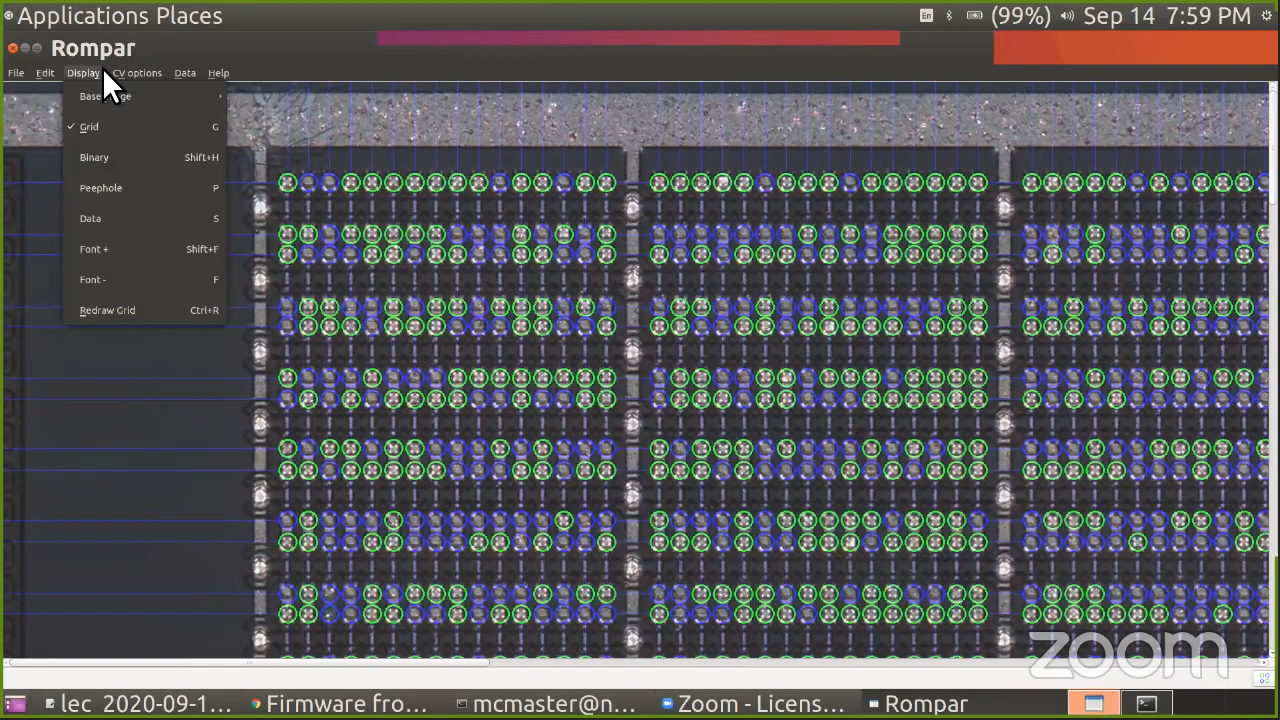 Applications Places
En (99%) Sep 14 7:59 PM
Rompar
File Edit Display CV options Data Help
Grid G
Binary Shift+H
Peephole P
Data S
Font + Shift+F
Font - F
Redraw Grid Ctrl+R
zoom
lec 2020-09-1... Firmware fro... mcmaster@n... Zoom - Licens... Rompar